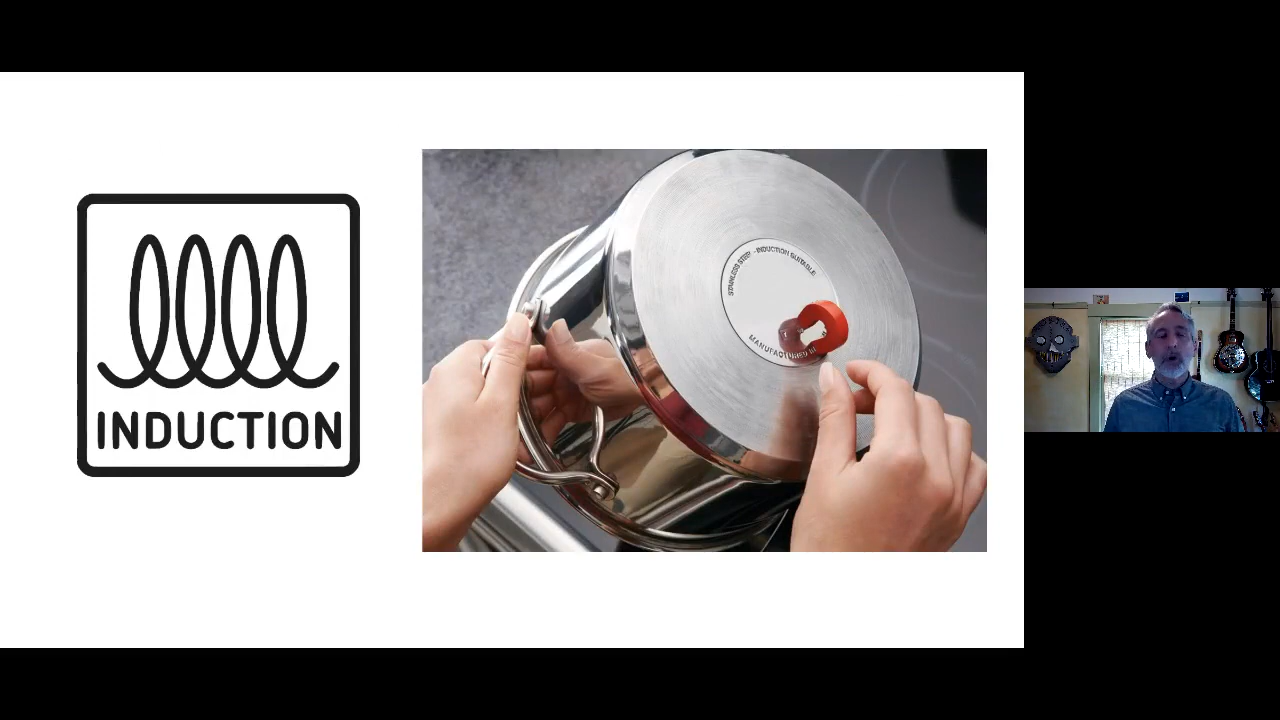 INDUCTION
STAINLESS STEEL - INDUCTION SUITABLE
MANUFACTURED IN